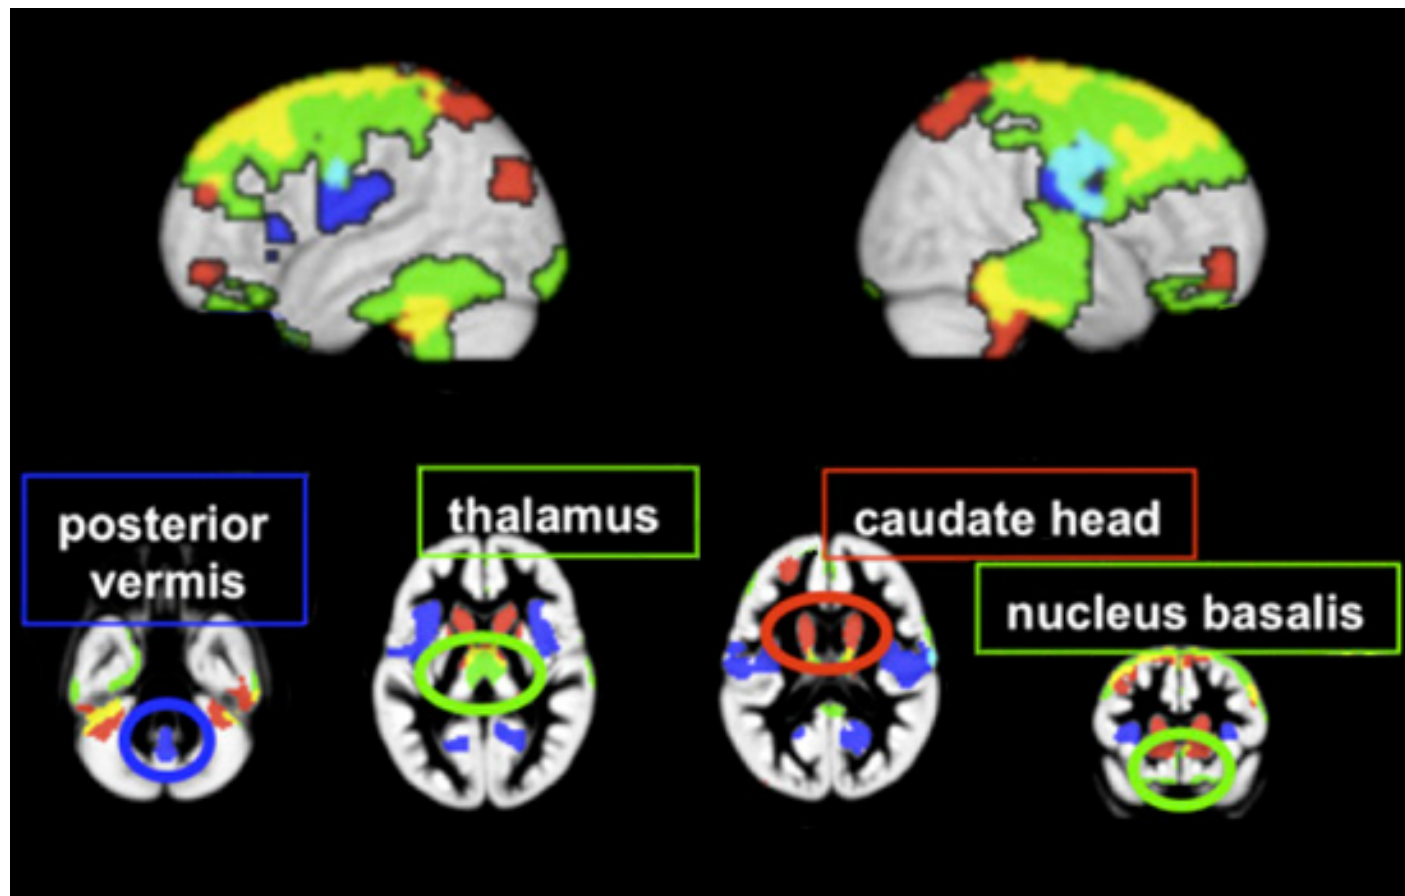 posterior
vermis
thalamus
caudate head
nucleus basalis